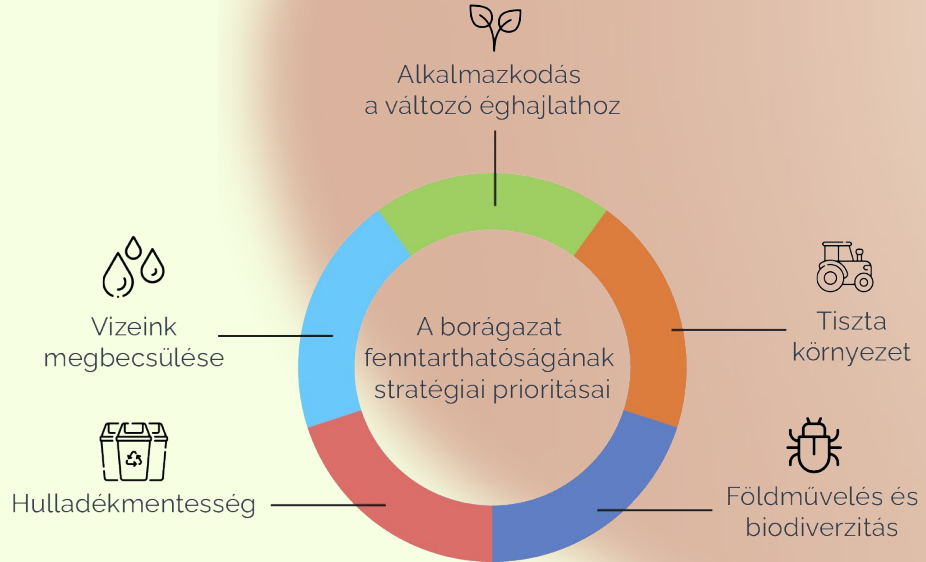 Alkalmazkodás
a változó éghajlathoz
Vizeink
megbecsülése
A borágazat
fenntarthatóságának
stratégiai prioritásai
Tiszta
környezet
Hulladékmentesség
Földművelés és
biodiverzitás